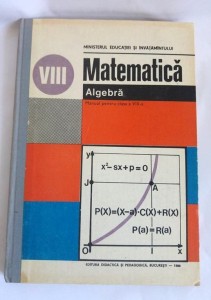 MINISTERUL EDUCAȚIEI ȘI ÎNVĂȚĂMÎNTULUI
VIII
Matematică
Algebră
Manual pentru clasa a VIII-a
y
x²-sx+p=0
J
A
P(X)=(X-a)·C(X)+R(X)
P(a)=R(a)
O
I
x
EDITURA DIDACTICĂ ȘI PEDAGOGICĂ, BUCUREȘTI